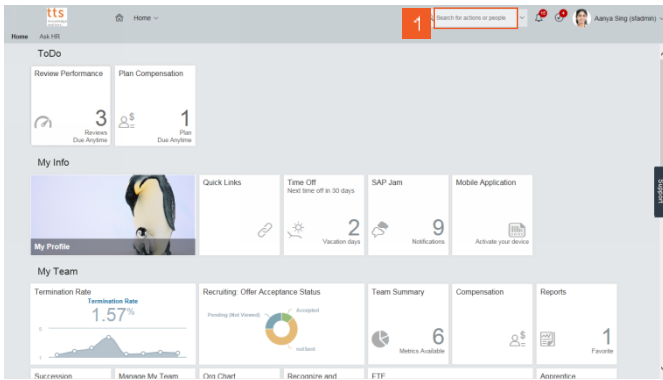 tts
Home
1
Search for actions or people
Aanya Sing (sfadmin)
Home
Ask HR
ToDo
Review Performance
3
Reviews
Due Anytime
Plan Compensation
1
Plan
Due Anytime
My Info
My Profile
Quick Links
Time Off
Next time off in 30 days
2
Vacation days
SAP Jam
9
Notifications
Mobile Application
Activate your device
Support
My Team
Termination Rate
Termination Rate
1.57%
Recruiting: Offer Acceptance Status
Pending (Not Viewed)
Accepted
Team Summary
6
Metrics Available
Compensation
Reports
1
Favorite
Succession
Manage My Team
Org Chart
Recognize and
FTE
Apprentice